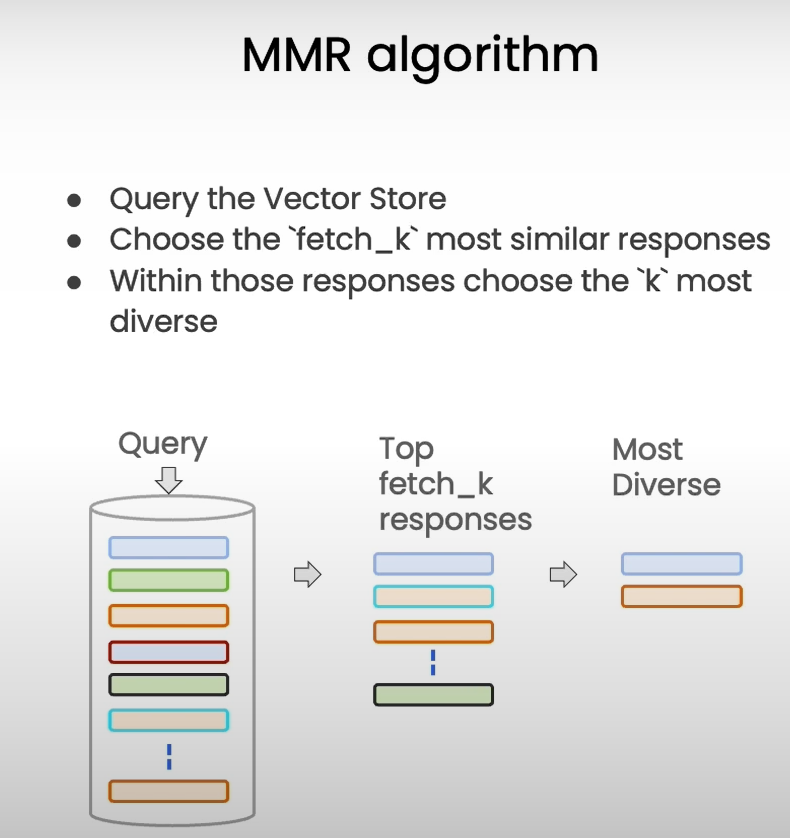 MMR algorithm
● Query the Vector Store
● Choose the `fetch_k` most similar responses
● Within those responses choose the `k` most
diverse
Query
Top
fetch_k
responses
Most
Diverse